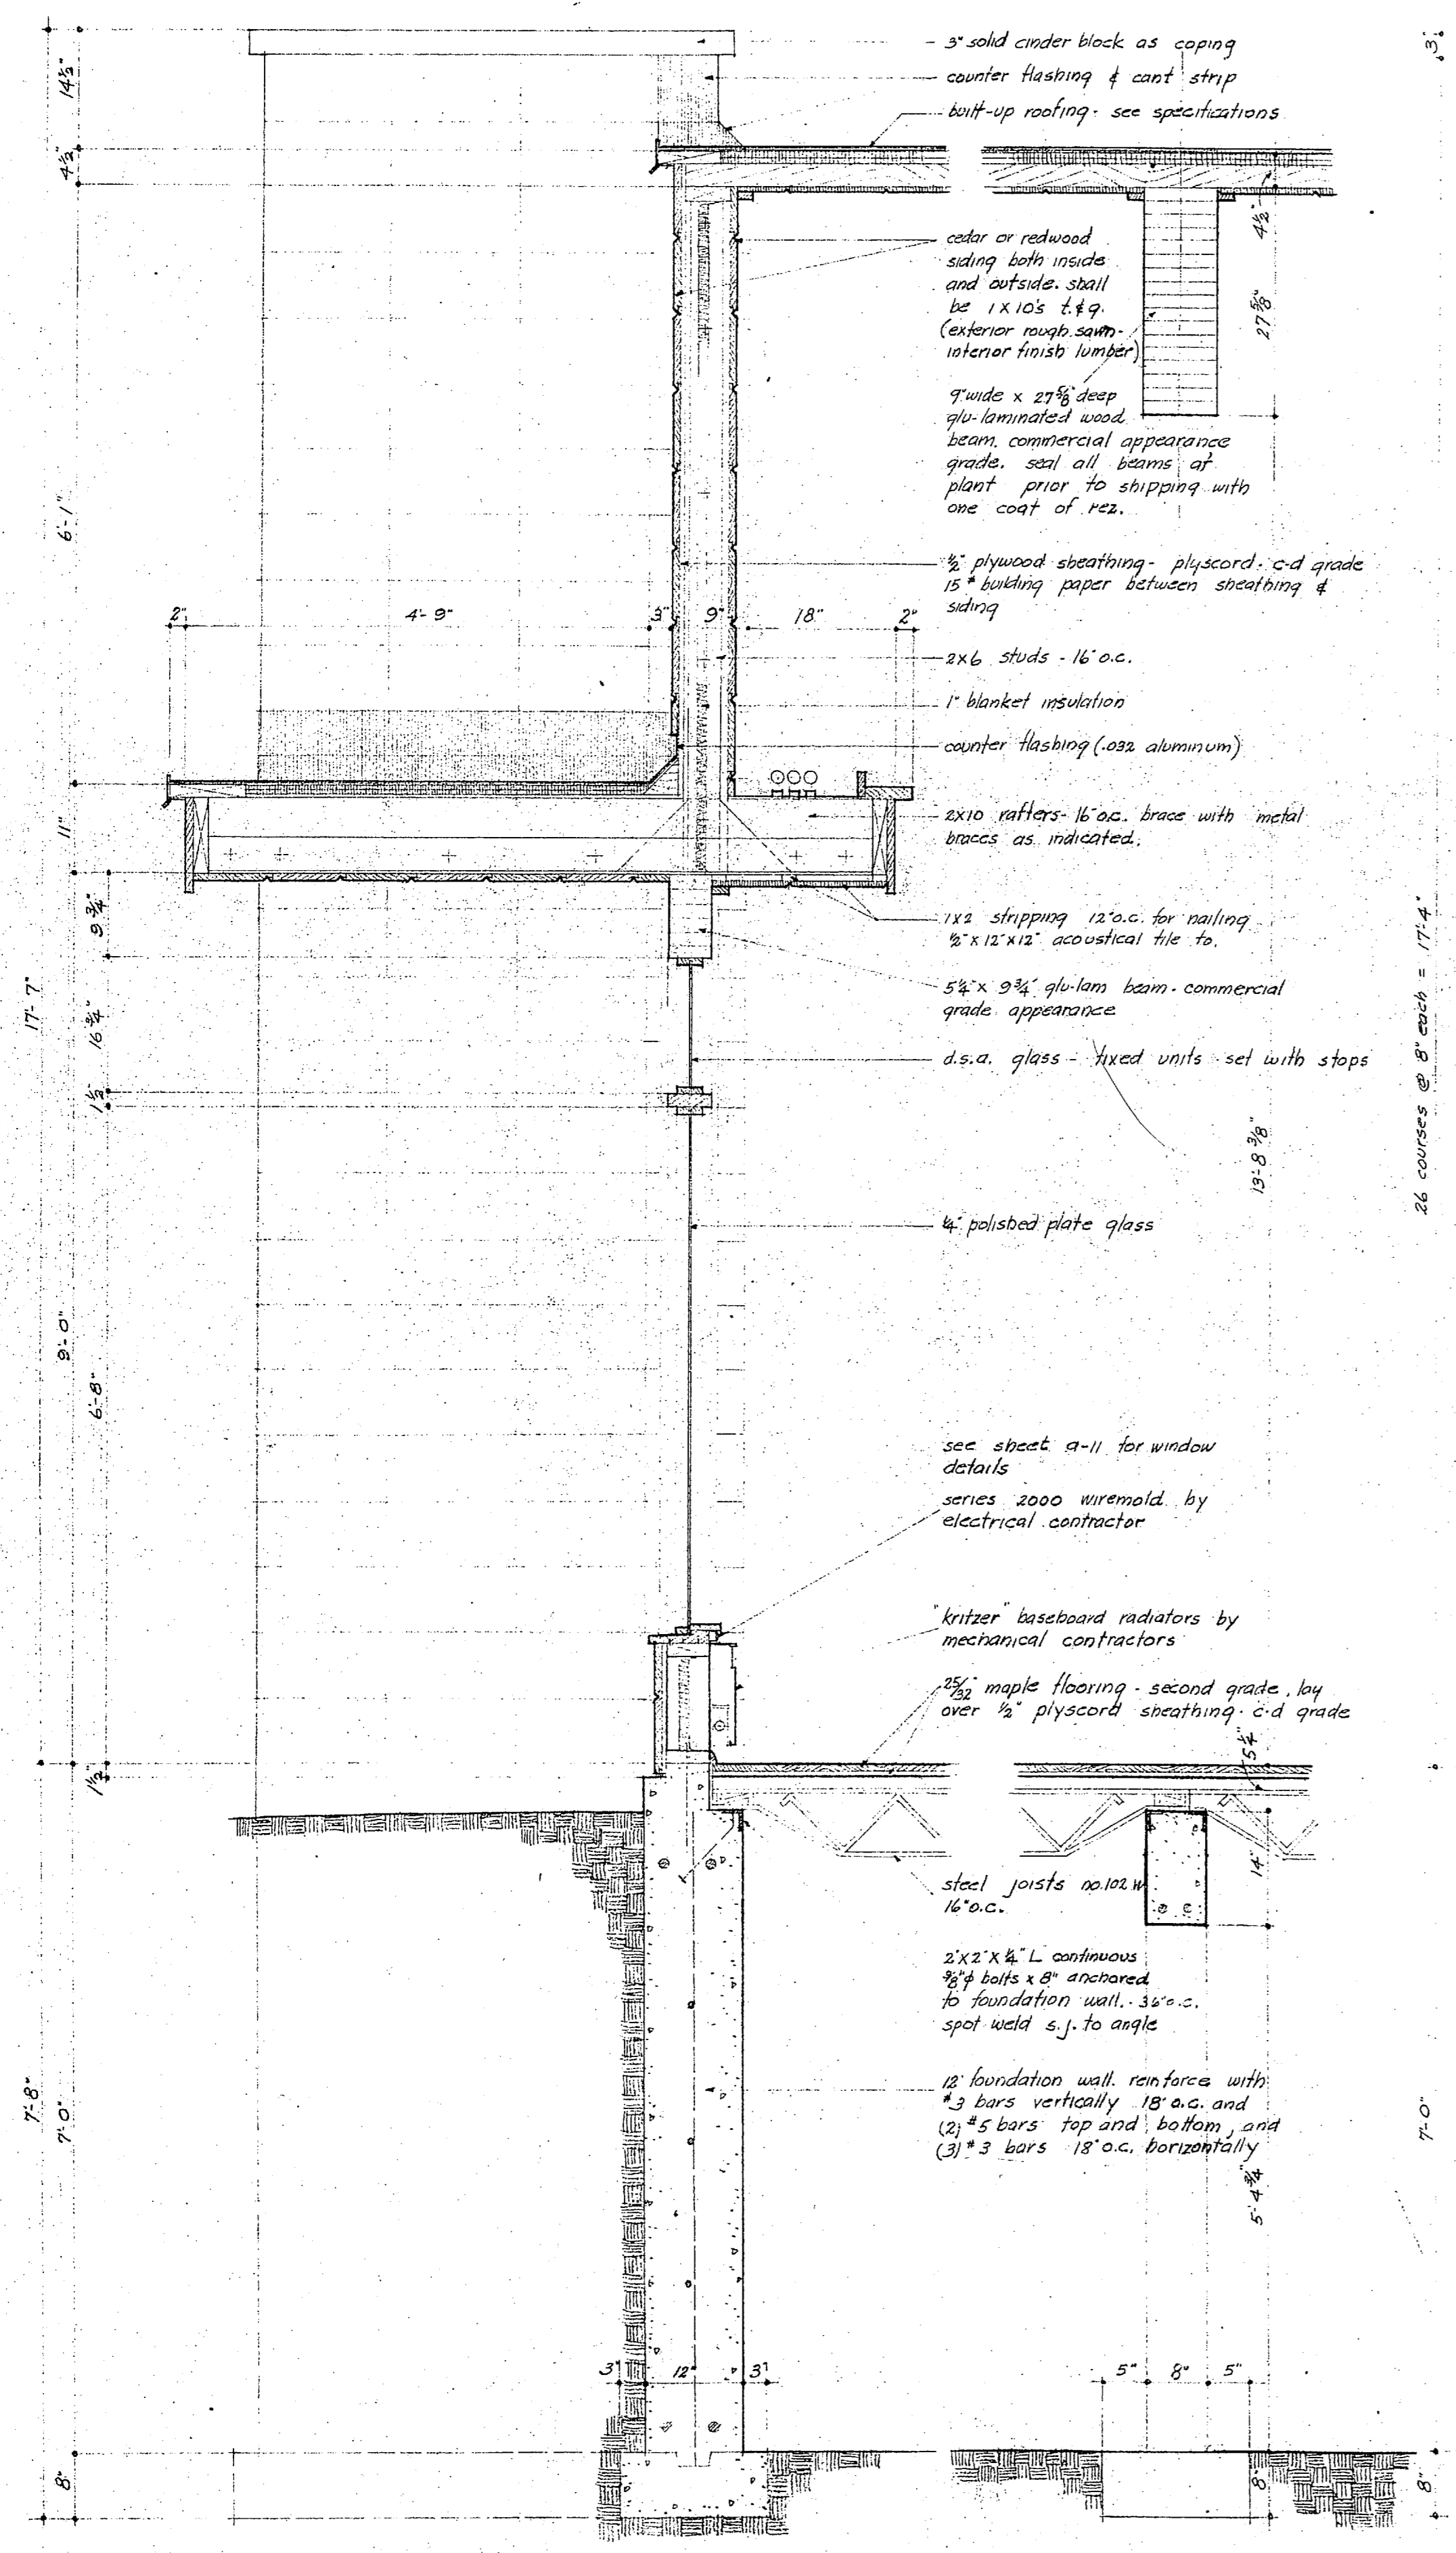 3" solid cinder block as coping
counter flashing & cant strip
built-up roofing - see specifications
3"
14½"
4½"
cedar or redwood
siding both inside
and outside. shall
be 1 x 10's t.&g.
(exterior rough sawn-
interior finish lumber)
4½"
27⅝"
9" wide x 27⅝" deep
glu-laminated wood
beam. commercial appearance
grade. seal all beams at
plant prior to shipping with
one coat of rez.
6'-1"
½" plywood sheathing - plyscord. c-d grade
15# building paper between sheathing &
siding
2" 4'-9" 3" 9" 18" 2"
2x6 studs - 16" o.c.
1" blanket insulation
counter flashing (.032 aluminum)
2x10 rafters - 16" o.c. brace with metal
braces as indicated.
11"
9¾"
1x2 stripping 12" o.c. for nailing
½" x 12" x 12" acoustical tile to.
5¼" x 9¾" glu-lam beam. commercial
grade appearance
17'-7"
16¾"
d.s.a. glass - fixed units set with stops
1½"
26 courses @ 8" each = 17'-4"
13'-8⅜"
¼" polished plate glass
9'-0"
6'-8"
see sheet a-11 for window
details
series 2000 wiremold by
electrical contractor
"kritzer" baseboard radiators by
mechanical contractors
25/32" maple flooring - second grade. lay
over ½" plyscord sheathing. c-d grade
1½"
5¼"
14"
steel joists no. 102 H
16" o.c.
2" x 2" x ¼" L continuous
⅜"ϕ bolts x 8" anchored
to foundation wall. - 36" o.c.
spot weld s.j. to angle
12" foundation wall. reinforce with
#3 bars vertically 18" o.c. and
(2) #5 bars top and bottom, and
(3) #3 bars 18" o.c. horizontally
7'-8"
7'-0"
7'-0"
5'-4¾"
3" 12" 3"
5" 8" 5"
8"
8"
8"